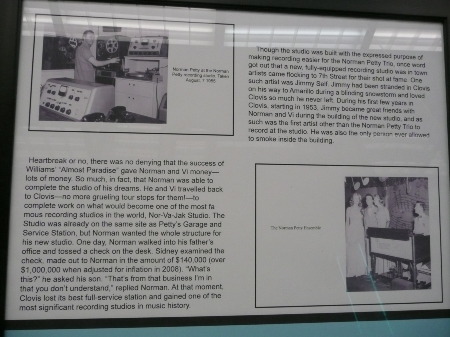 Norman Petty at the Norman
Petty recording studio. Taken
August, 1958
Though the studio was built with the expressed purpose of
making recording easier for the Norman Petty Trio, once word
got out that a new, fully-equipped recording studio was in town
artists came flocking to 7th Street for their shot at fame. One
such artist was Jimmy Self. Jimmy had been stranded in Clovis
on his way to Amarillo during a blinding snowstorm and loved
Clovis so much he never left. During his first few years in
Clovis, starting in 1953, Jimmy became great friends with
Norman and Vi during the building of the new studio, and as
such was the first artist other than the Norman Petty Trio to
record at the studio. He was also the only person ever allowed
to smoke inside the building.
Heartbreak or no, there was no denying that the success of
Williams' "Almost Paradise" gave Norman and Vi money—
lots of money. So much, in fact, that Norman was able to
complete the studio of his dreams. He and Vi travelled back
to Clovis—no more grueling tour stops for them!—to
complete work on what would become one of the most fa
mous recording studios in the world, Nor-Va-Jak Studio. The
Studio was already on the same site as Petty's Garage and
Service Station, but Norman wanted the whole structure for
his new studio. One day, Norman walked into his father's
office and tossed a check on the desk. Sidney examined the
check, made out to Norman in the amount of $140,000 (over
$1,000,000 when adjusted for inflation in 2008). "What's
this?" he asked his son. "That's from that business I'm in
that you don't understand," replied Norman. At that moment,
Clovis lost its best full-service station and gained one of the
most significant recording studios in music history.
The Norman Petty Ensemble